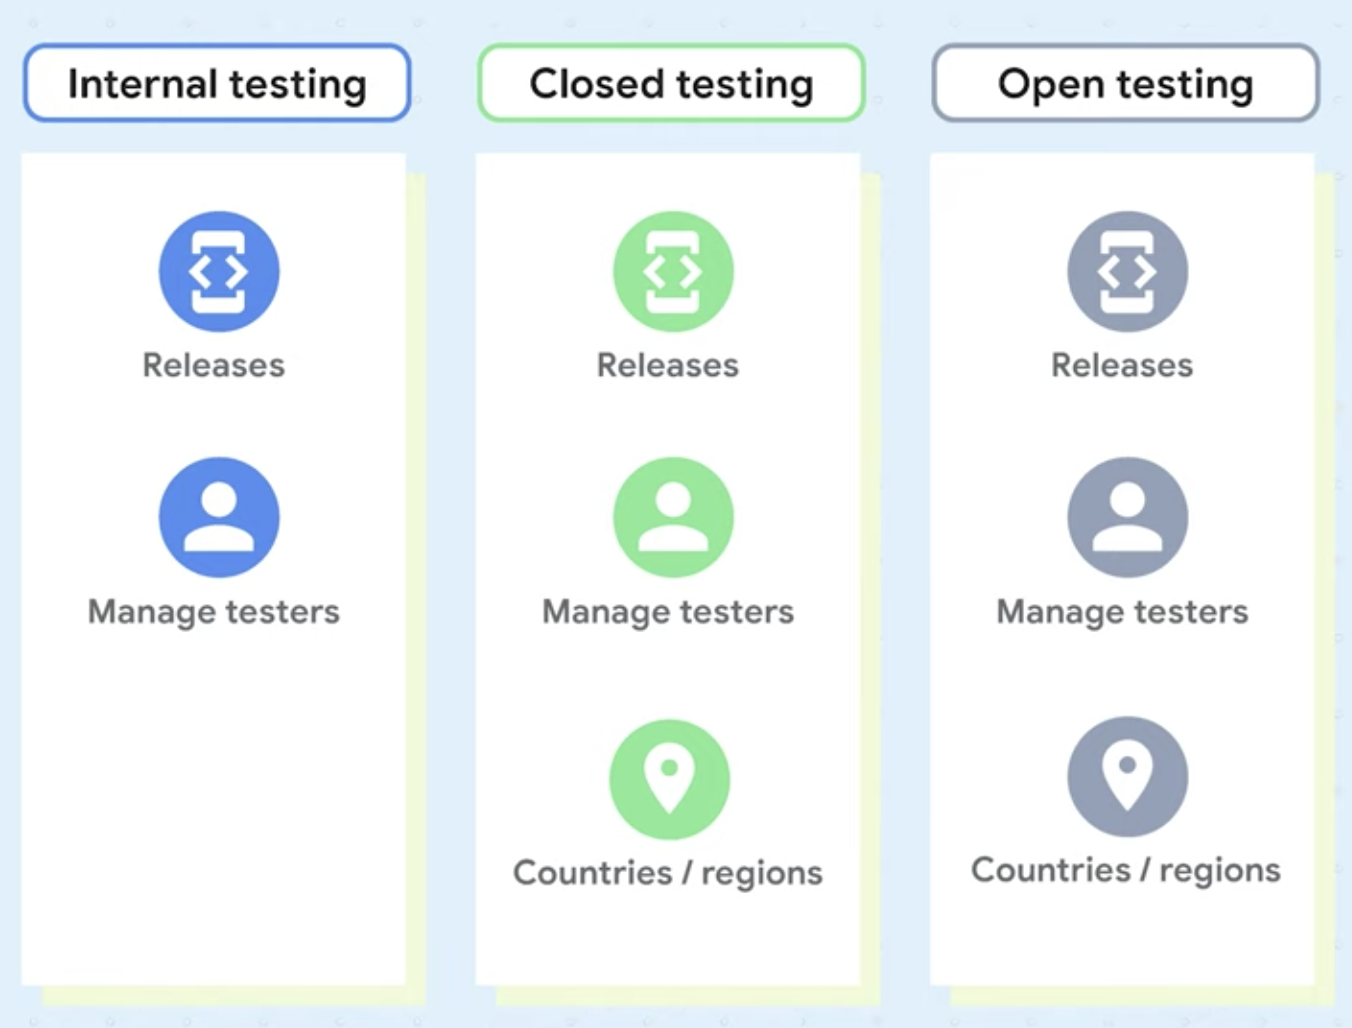 Internal testing
Releases
Manage testers
Closed testing
Releases
Manage testers
Countries / regions
Open testing
Releases
Manage testers
Countries / regions